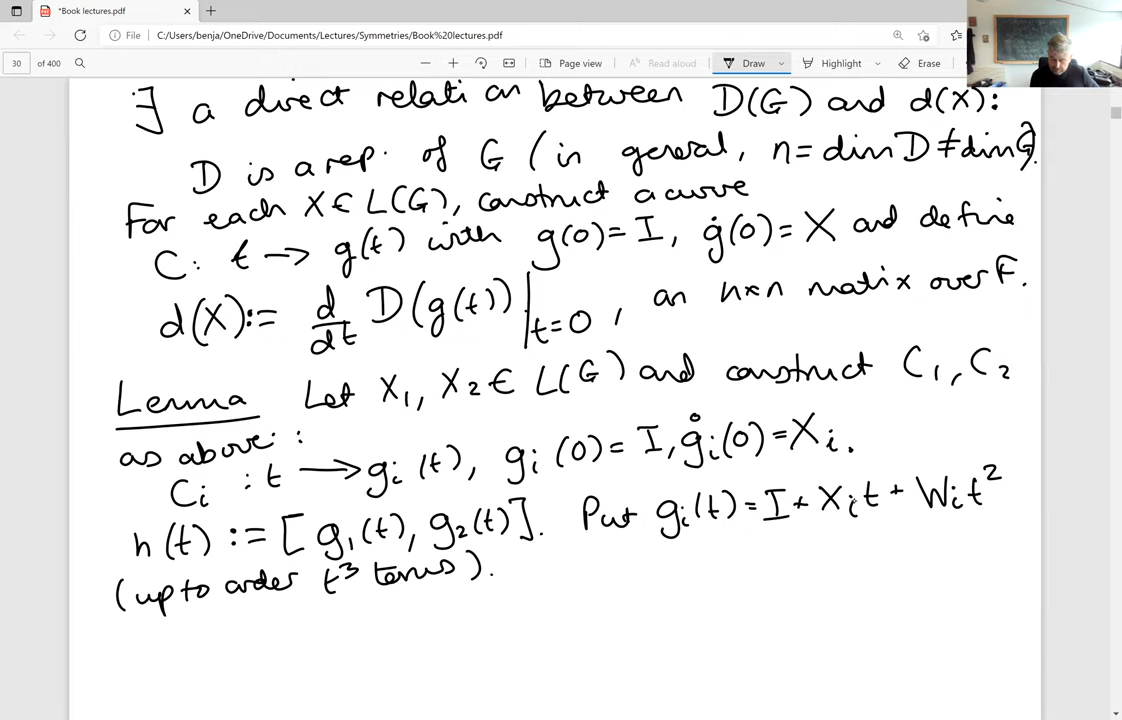 *Book lectures.pdf
File C:/Users/benja/OneDrive/Documents/Lectures/Symmetries/Book%20lectures.pdf
30 of 400 Page view Read aloud Draw Highlight Erase
∃ a direct relation between D(G) and d(X):
D is a rep. of G (in general, n = dim D ≠ dim G).
For each X ∈ L(G), construct a curve
C: t → g(t) with g(0) = I, ġ(0) = X and define
d(X) := d/dt D(g(t))|t=0, an n×n matrix over F.
Lemma Let X₁, X₂ ∈ L(G) and construct C₁, C₂
as above:
Cᵢ : t → gᵢ(t), gᵢ(0) = I, ġᵢ(0) = Xᵢ.
h(t) := [g₁(t), g₂(t)]. Put gᵢ(t) = I + Xᵢt + Wᵢt²
(up to order t³ terms).